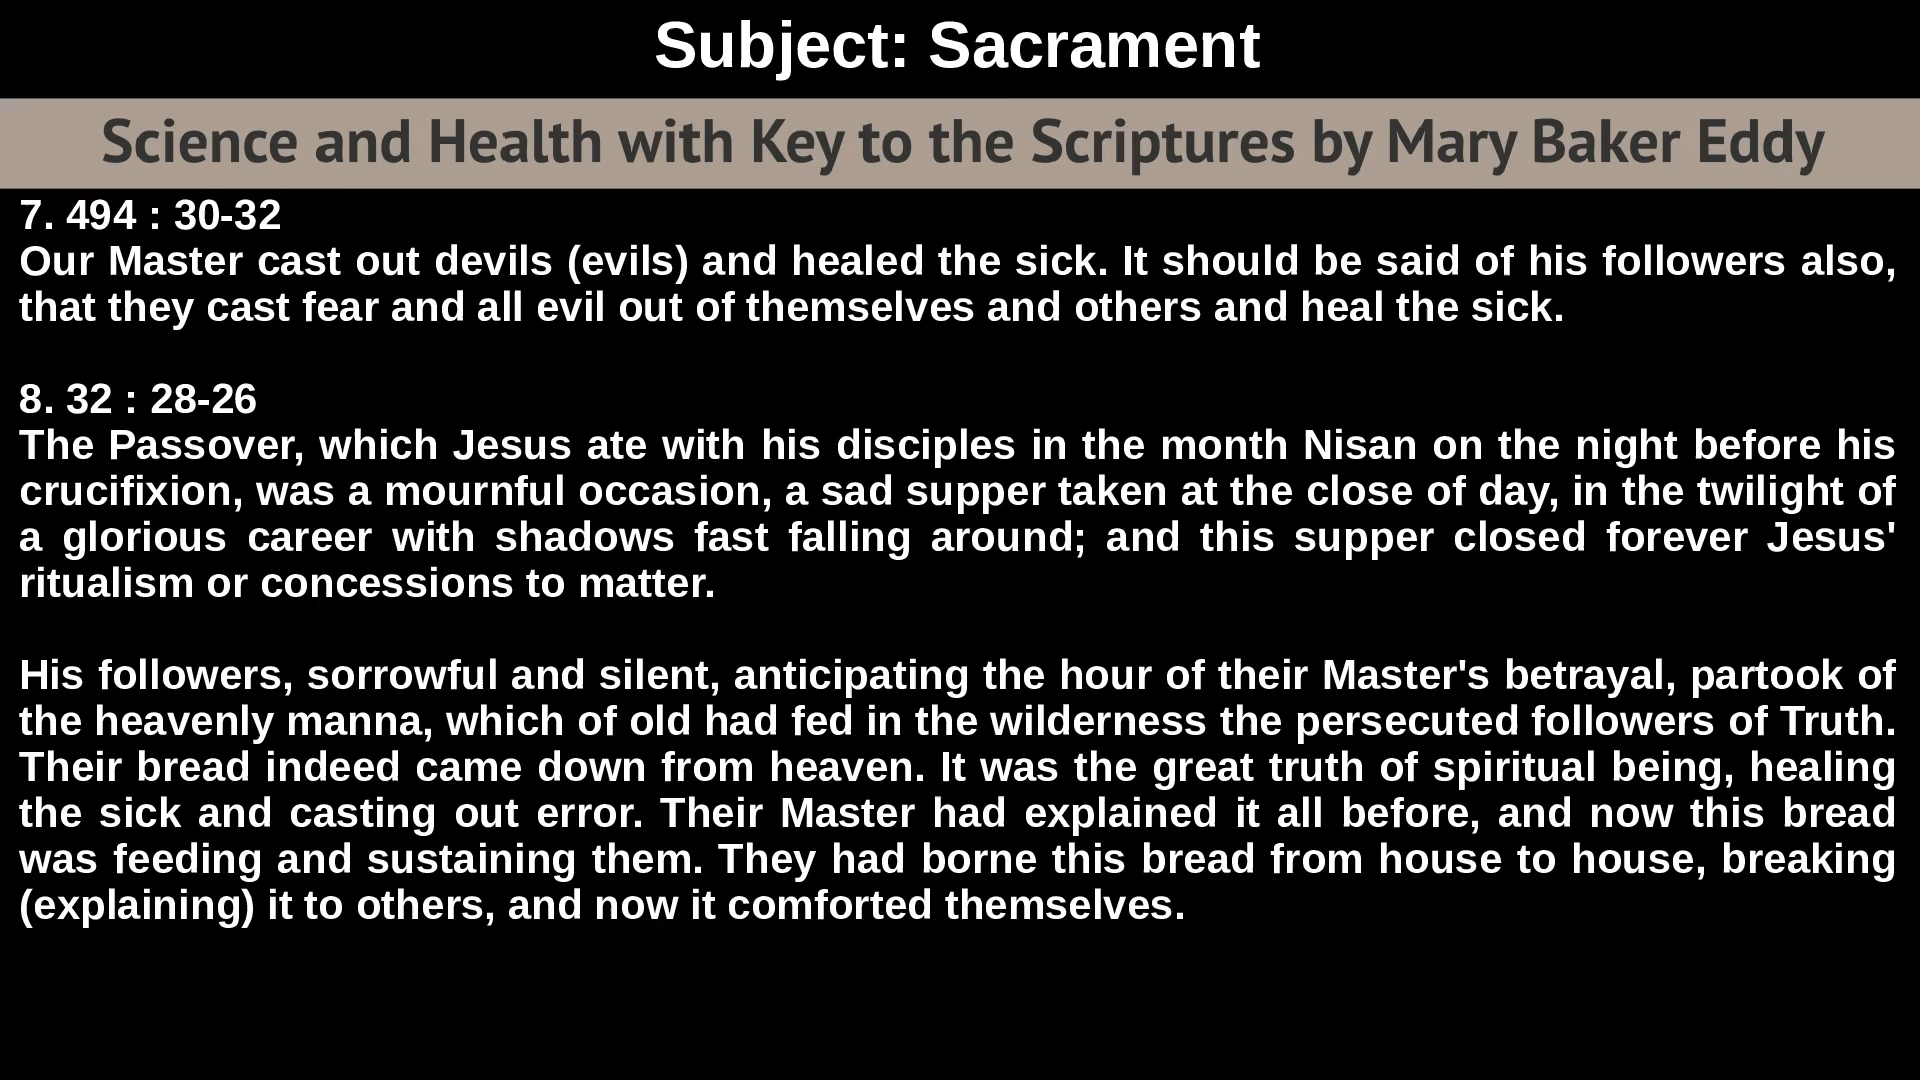 Subject: Sacrament
Science and Health with Key to the Scriptures by Mary Baker Eddy
7. 494 : 30-32
Our Master cast out devils (evils) and healed the sick. It should be said of his followers also,
that they cast fear and all evil out of themselves and others and heal the sick.
8. 32 : 28-26
The Passover, which Jesus ate with his disciples in the month Nisan on the night before his
crucifixion, was a mournful occasion, a sad supper taken at the close of day, in the twilight of
a glorious career with shadows fast falling around; and this supper closed forever Jesus'
ritualism or concessions to matter.
His followers, sorrowful and silent, anticipating the hour of their Master's betrayal, partook of
the heavenly manna, which of old had fed in the wilderness the persecuted followers of Truth.
Their bread indeed came down from heaven. It was the great truth of spiritual being, healing
the sick and casting out error. Their Master had explained it all before, and now this bread
was feeding and sustaining them. They had borne this bread from house to house, breaking
(explaining) it to others, and now it comforted themselves.